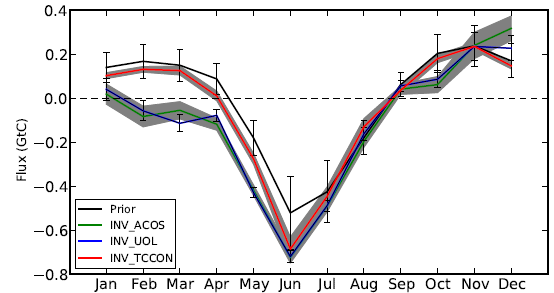 0.4
0.2
0.0
−0.2
−0.4
−0.6
−0.8
Flux (GtC)
Prior
INV_ACOS
INV_UOL
INV_TCCON
Jan Feb Mar Apr May Jun Jul Aug Sep Oct Nov Dec